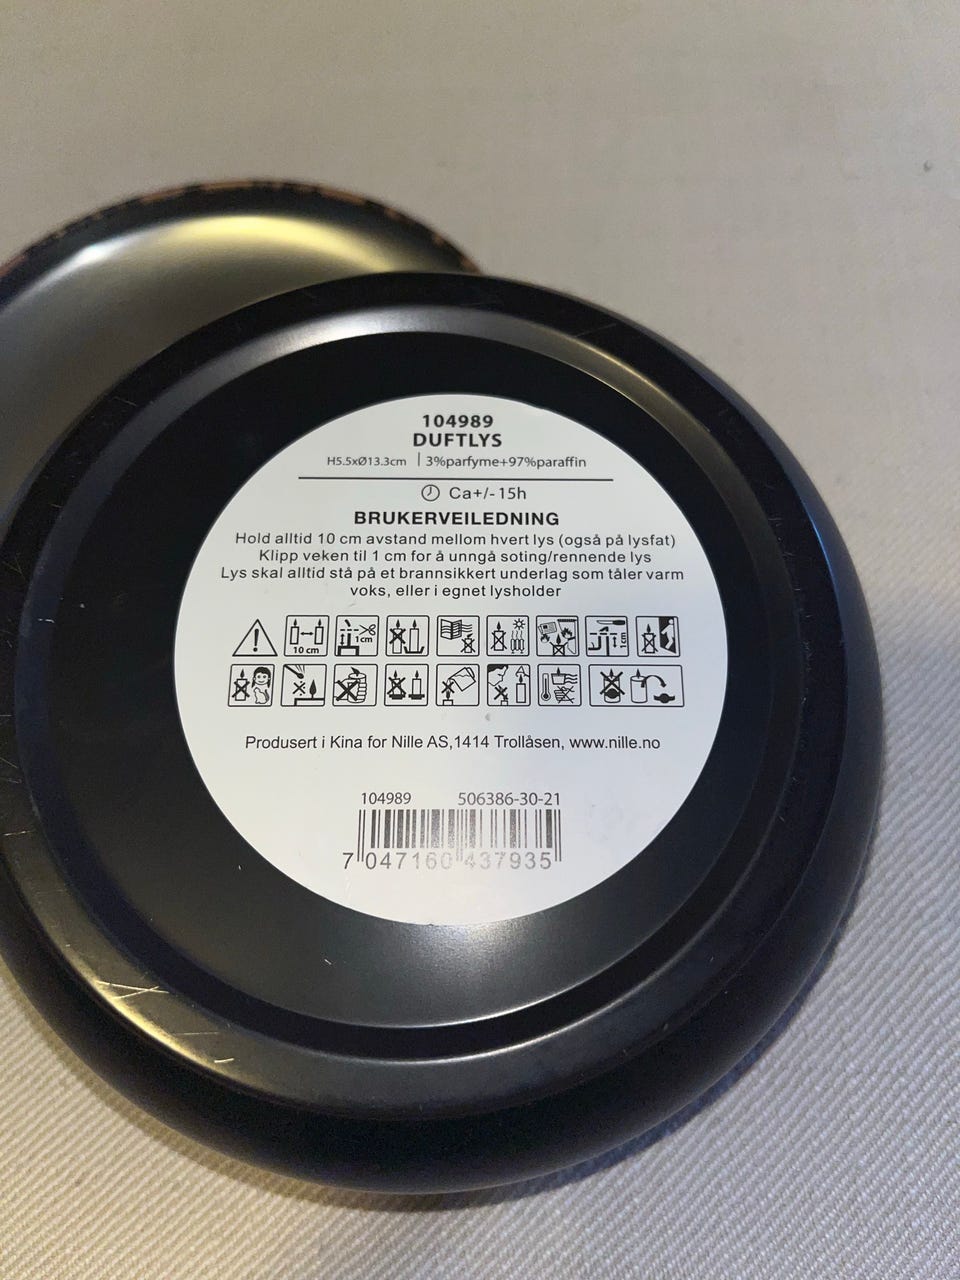 104989
DUFTLYS
H5.5xØ13.3cm | 3%parfyme+97%paraffin
Ca+/-15h
BRUKERVEILEDNING
Hold alltid 10 cm avstand mellom hvert lys (også på lysfat)
Klipp veken til 1 cm for å unngå soting/rennende lys
Lys skal alltid stå på et brannsikkert underlag som tåler varm
voks, eller i egnet lysholder
10 cm 1cm 1cm
Produsert i Kina for Nille AS,1414 Trollåsen, www.nille.no
104989 506386-30-21
7 047160 437935